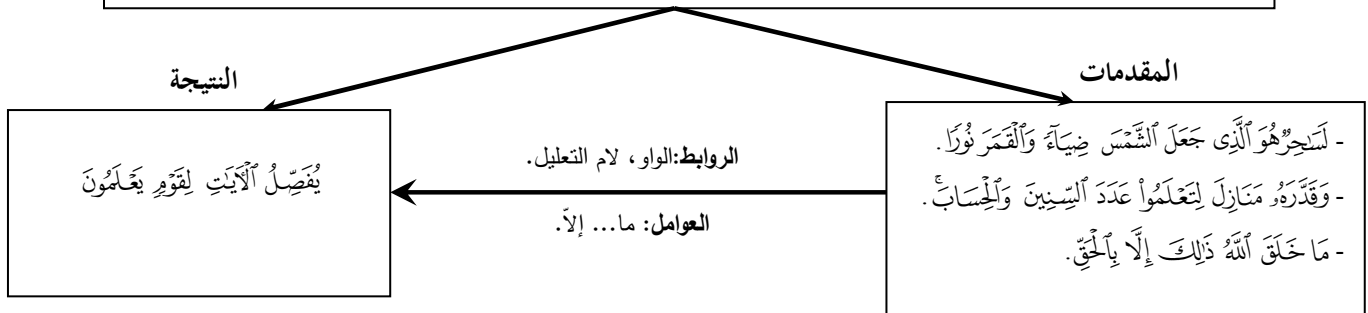 المقدمات
النتيجة
- لَسَٰحِرٌ هُوَ ٱلَّذِى جَعَلَ ٱلشَّمْسَ ضِيَآءً وَٱلْقَمَرَ نُورًا.
- وَقَدَّرَهُۥ مَنَازِلَ لِتَعْلَمُوا۟ عَدَدَ ٱلسِّنِينَ وَٱلْحِسَابَۚ.
- مَا خَلَقَ ٱللَّهُ ذَٰلِكَ إِلَّا بِٱلْحَقِّ.
الروابط:الواو، لام التعليل.
العوامل: ما... إلاّ.
يُفَصِّلُ ٱلْآيَٰتِ لِقَوْمٍ يَعْلَمُونَ